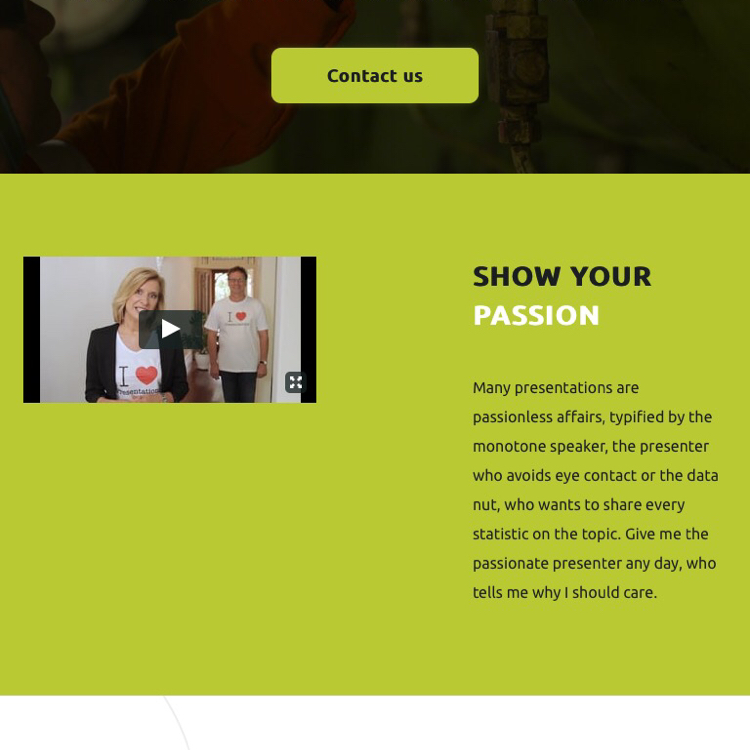 Contact us
I ❤
Presentations
I ❤
SHOW YOUR
PASSION
Many presentations are
passionless affairs, typified by the
monotone speaker, the presenter
who avoids eye contact or the data
nut, who wants to share every
statistic on the topic. Give me the
passionate presenter any day, who
tells me why I should care.